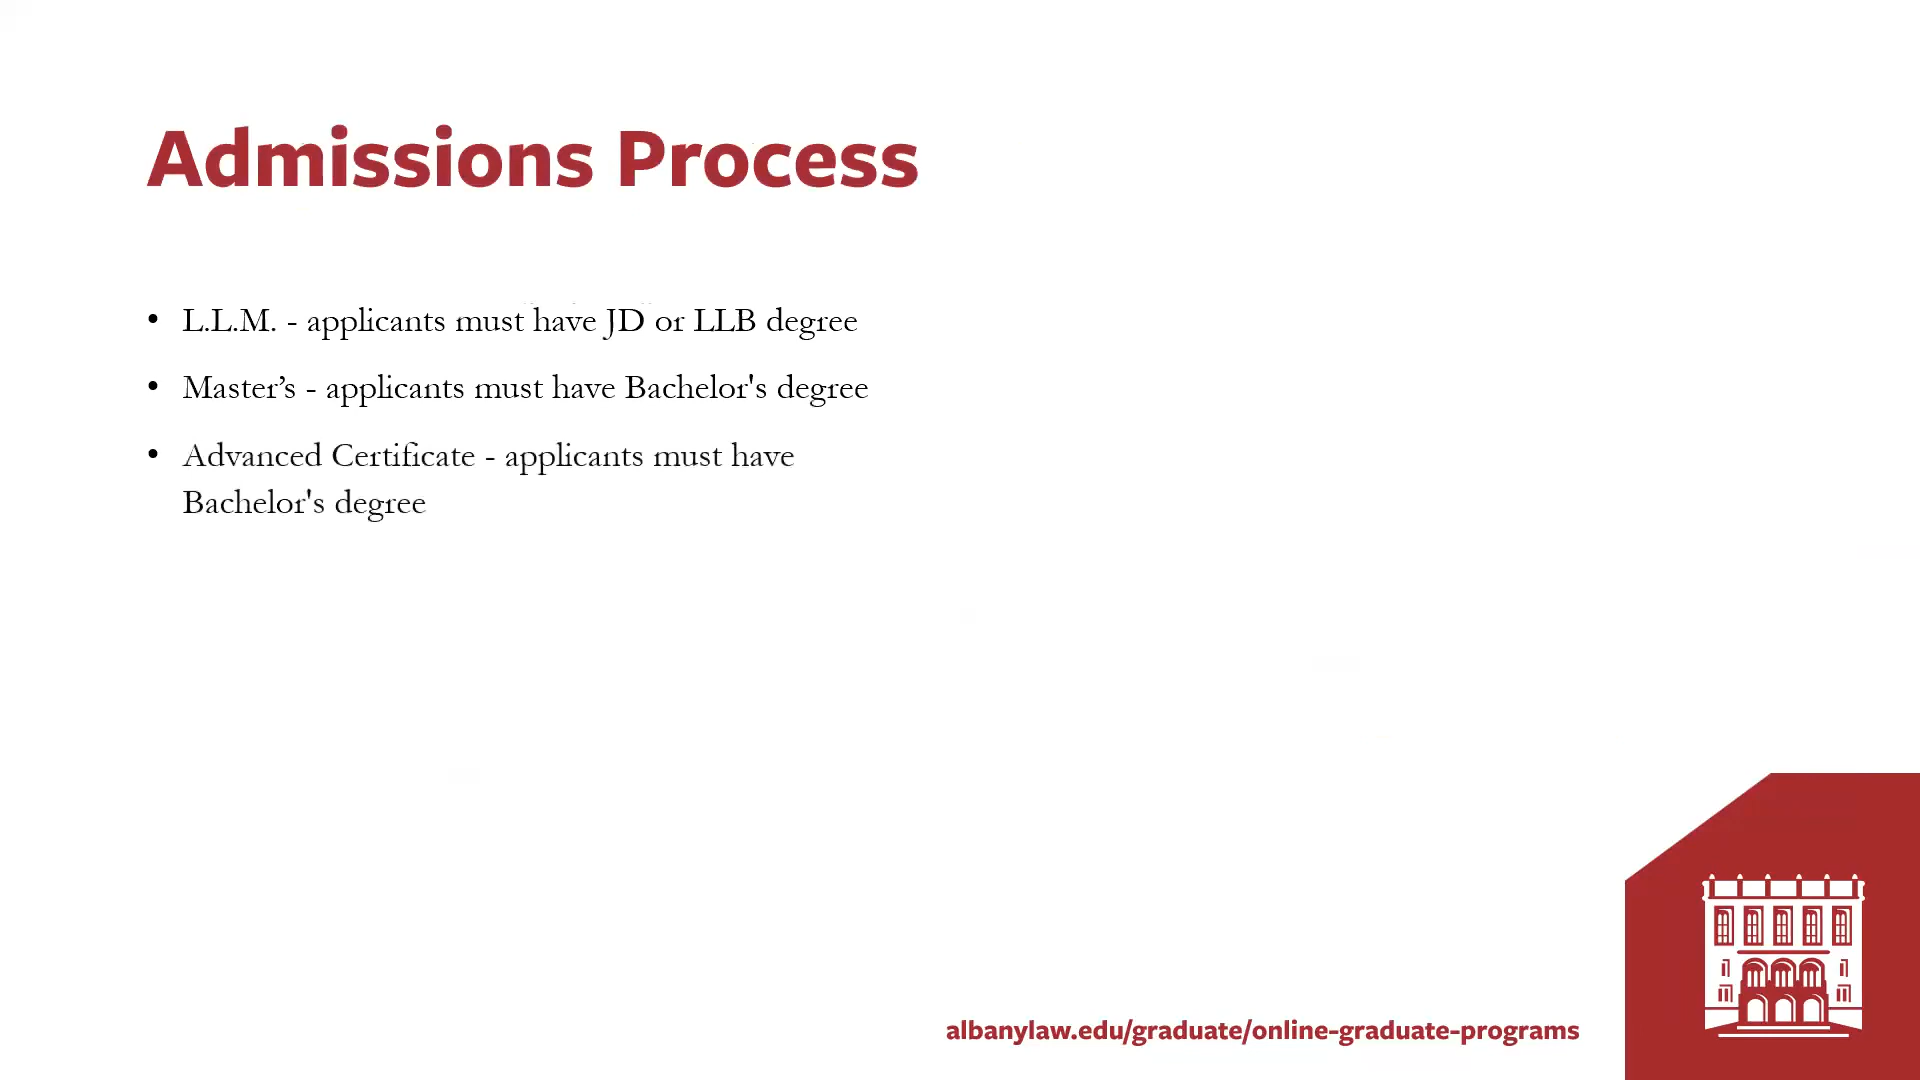 Admissions Process
• L.L.M. - applicants must have JD or LLB degree
• Master’s - applicants must have Bachelor's degree
• Advanced Certificate - applicants must have
Bachelor's degree
albanylaw.edu/graduate/online-graduate-programs